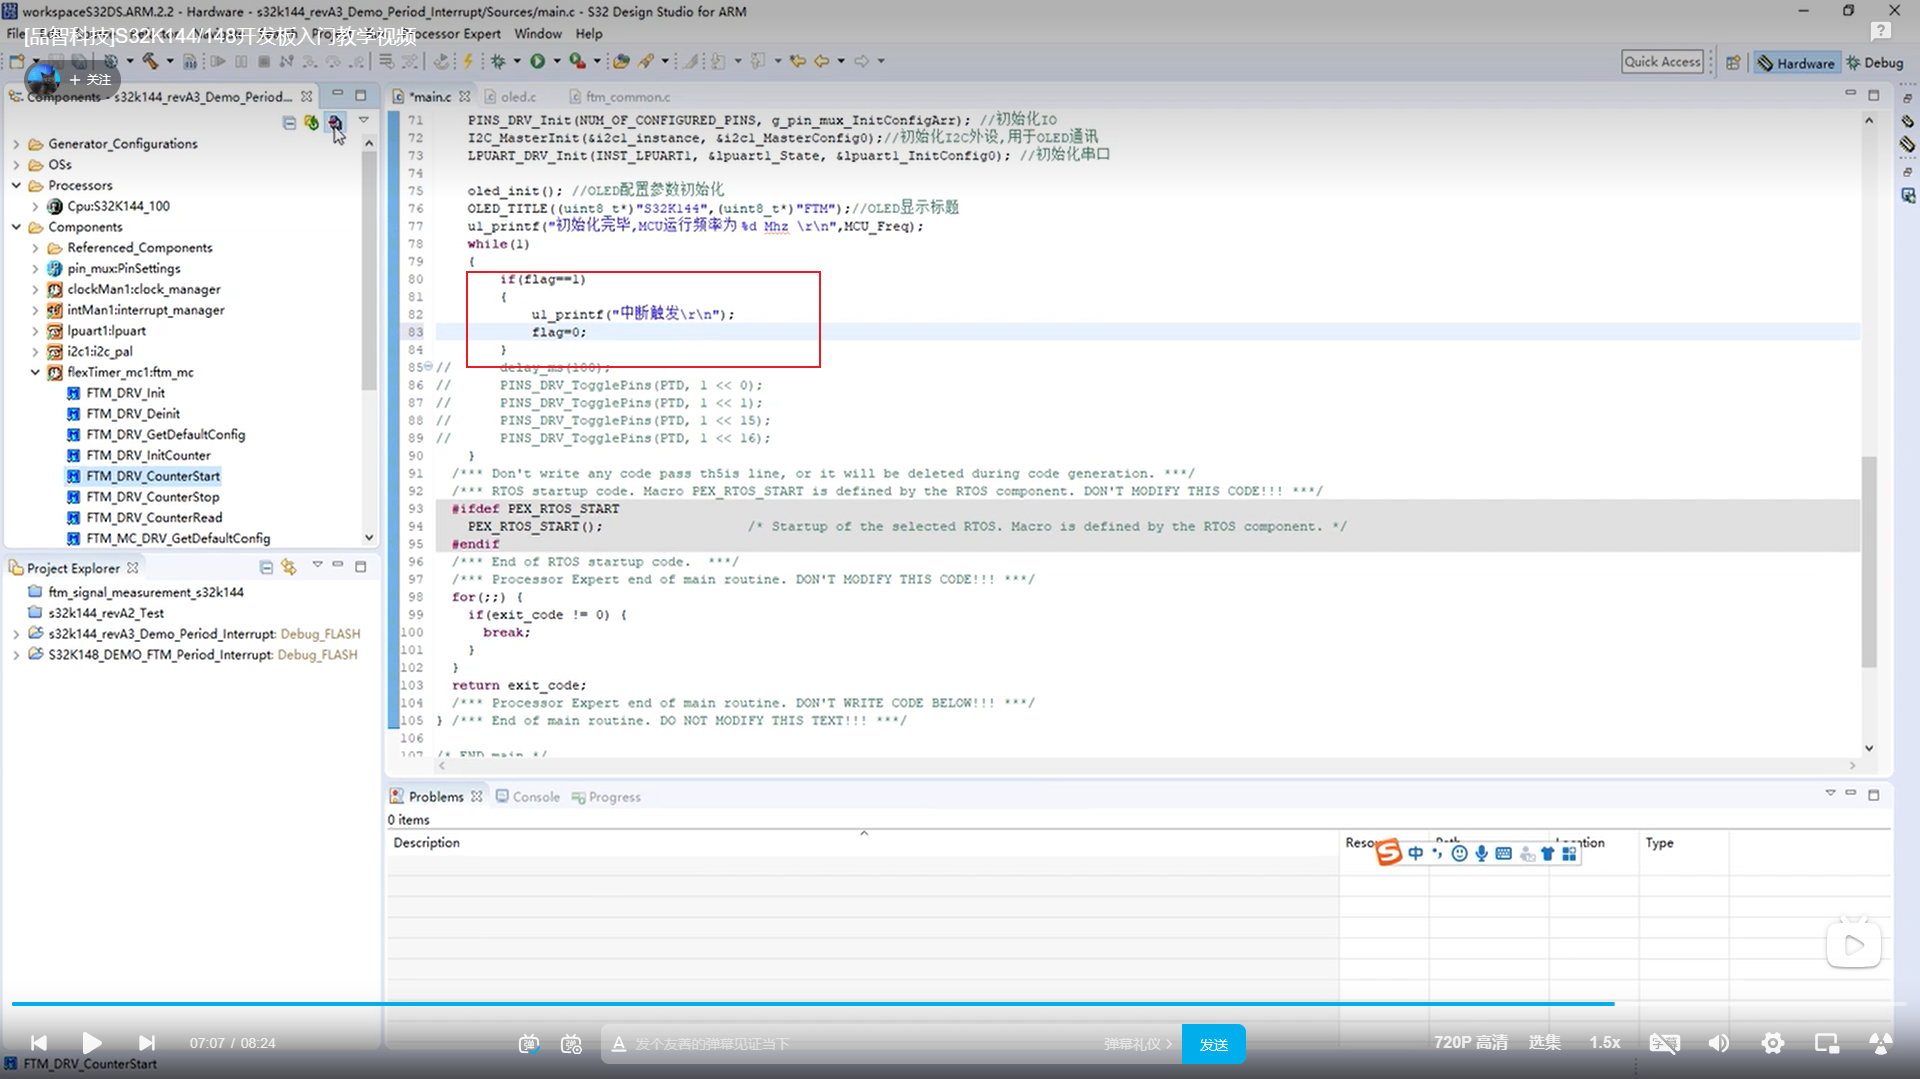 workspaceS32DS.ARM.2.2 - Hardware - s32k144_revA3_Demo_Period_Interrupt/Sources/main.c - S32 Design Studio for ARM
[品智科技]S32K144/148开发板入门教学视频
Processor Expert Window Help
+ 关注
Quick Access
Hardware
Debug
Components - s32k144_revA3_Demo_Period...
Generator_Configurations
OSs
Processors
Cpu:S32K144_100
Components
Referenced_Components
pin_mux:PinSettings
clockMan1:clock_manager
intMan1:interrupt_manager
lpuart1:lpuart
i2c1:i2c_pal
flexTimer_mc1:ftm_mc
FTM_DRV_Init
FTM_DRV_Deinit
FTM_DRV_GetDefaultConfig
FTM_DRV_InitCounter
FTM_DRV_CounterStart
FTM_DRV_CounterStop
FTM_DRV_CounterRead
FTM_MC_DRV_GetDefaultConfig
Project Explorer
ftm_signal_measurement_s32k144
s32k144_revA2_Test
s32k144_revA3_Demo_Period_Interrupt: Debug_FLASH
S32K148_DEMO_FTM_Period_Interrupt: Debug_FLASH
*main.c oled.c ftm_common.c
71 PINS_DRV_Init(NUM_OF_CONFIGURED_PINS, g_pin_mux_InitConfigArr); //初始化IO
72 I2C_MasterInit(&i2c1_instance, &i2c1_MasterConfig0);//初始化I2C外设,用于OLED通讯
73 LPUART_DRV_Init(INST_LPUART1, &lpuart1_State, &lpuart1_InitConfig0); //初始化串口
74
75 oled_init(); //OLED配置参数初始化
76 OLED_TITLE((uint8_t*)"S32K144",(uint8_t*)"FTM");//OLED显示标题
77 u1_printf("初始化完毕,MCU运行频率为 %d Mhz \r\n",MCU_Freq);
78 while(1)
79 {
80 if(flag==1)
81 {
82 u1_printf("中断触发\r\n");
83 flag=0;
84 }
85 // delay_ms(100);
86 // PINS_DRV_TogglePins(PTD, 1 << 0);
87 // PINS_DRV_TogglePins(PTD, 1 << 1);
88 // PINS_DRV_TogglePins(PTD, 1 << 15);
89 // PINS_DRV_TogglePins(PTD, 1 << 16);
90 }
91 /*** Don't write any code pass th5is line, or it will be deleted during code generation. ***/
92 /*** RTOS startup code. Macro PEX_RTOS_START is defined by the RTOS component. DON'T MODIFY THIS CODE!!! ***/
93 #ifdef PEX_RTOS_START
94 PEX_RTOS_START(); /* Startup of the selected RTOS. Macro is defined by the RTOS component. */
95 #endif
96 /*** End of RTOS startup code. ***/
97 /*** Processor Expert end of main routine. DON'T MODIFY THIS CODE!!! ***/
98 for(;;) {
99 if(exit_code != 0) {
100 break;
101 }
102 }
103 return exit_code;
104 /*** Processor Expert end of main routine. DON'T WRITE CODE BELOW!!! ***/
105 } /*** End of main routine. DO NOT MODIFY THIS TEXT!!! ***/
106
107 /* END main */
Problems Console Progress
0 items
Description Type
中
07:07 / 08:24
弹
A 发个友善的弹幕见证当下
弹幕礼仪 >
发送
720P 高清
选集
1.5x
FTM_DRV_CounterStart